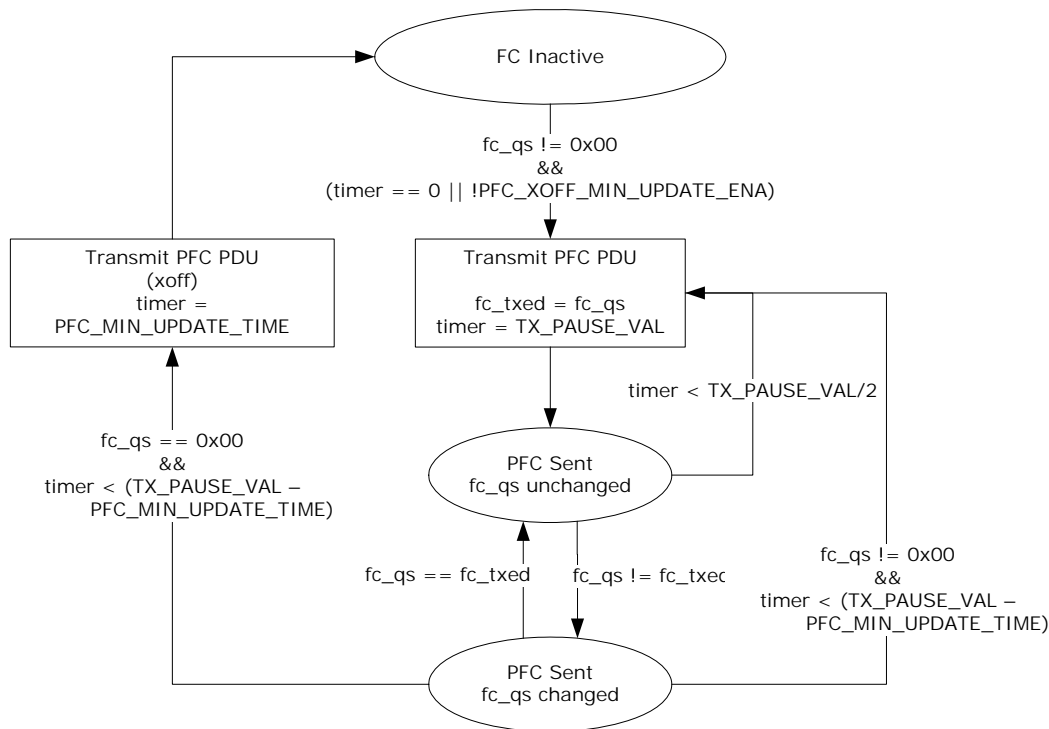 FC Inactive
fc_qs != 0x00
&&
(timer == 0 || !PFC_XOFF_MIN_UPDATE_ENA)
Transmit PFC PDU
(xoff)
timer =
PFC_MIN_UPDATE_TIME
Transmit PFC PDU
fc_txed = fc_qs
timer = TX_PAUSE_VAL
timer < TX_PAUSE_VAL/2
fc_qs == 0x00
&&
timer < (TX_PAUSE_VAL –
PFC_MIN_UPDATE_TIME)
PFC Sent
fc_qs unchanged
fc_qs == fc_txed
fc_qs != fc_txec
fc_qs != 0x00
&&
timer < (TX_PAUSE_VAL –
PFC_MIN_UPDATE_TIME)
PFC Sent
fc_qs changed